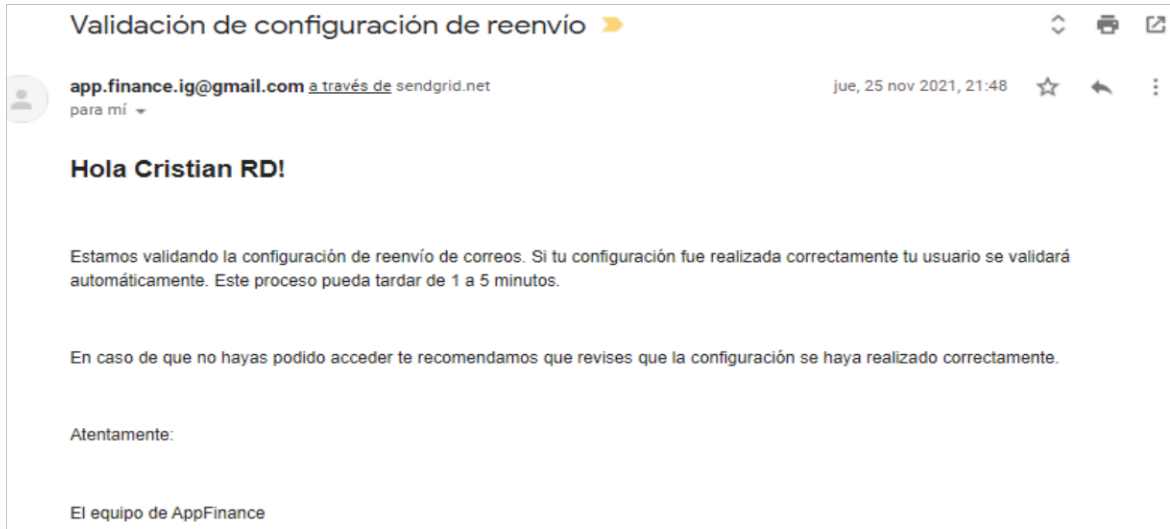 Validación de configuración de reenvío
app.finance.ig@gmail.com a través de sendgrid.net
jue, 25 nov 2021, 21:48
para mí
Hola Cristian RD!
Estamos validando la configuración de reenvío de correos. Si tu configuración fue realizada correctamente tu usuario se validará
automáticamente. Este proceso pueda tardar de 1 a 5 minutos.
En caso de que no hayas podido acceder te recomendamos que revises que la configuración se haya realizado correctamente.
Atentamente:
El equipo de AppFinance